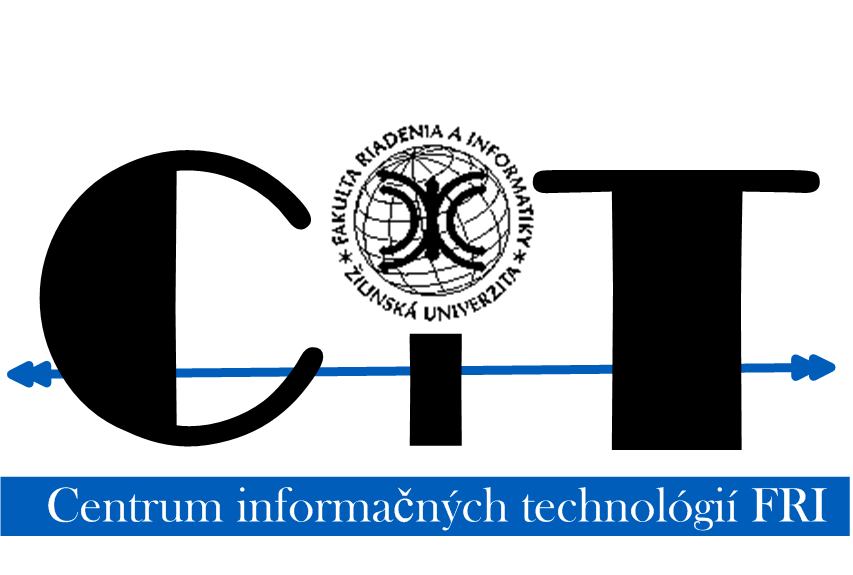 CiT
FAKULTA RIADENIA A INFORMATIKY
* ŽILINSKÁ UNIVERZITA *
Centrum informačných technológií FRI